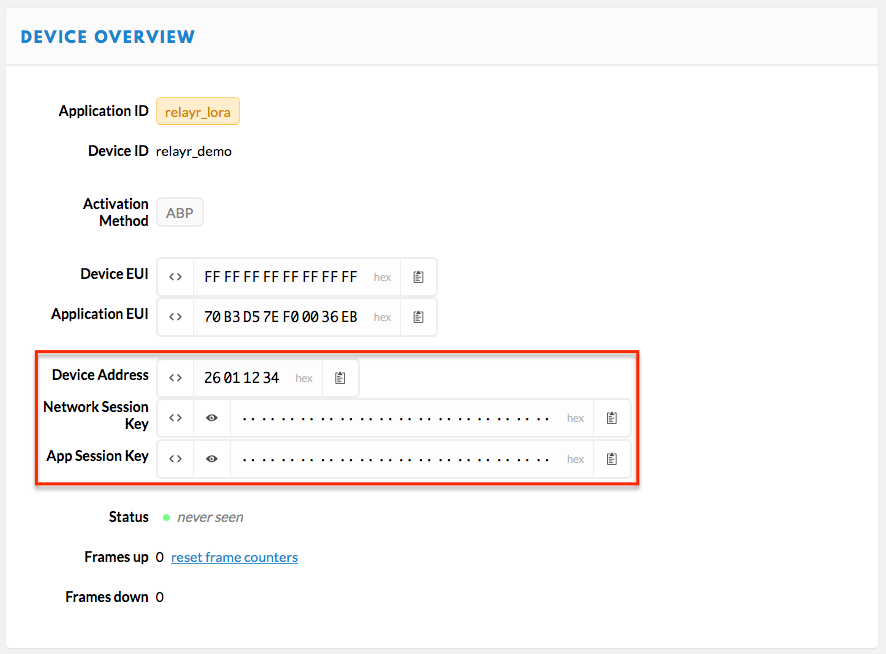 DEVICE OVERVIEW
Application ID relayr_lora
Device ID relayr_demo
Activation
Method ABP
Device EUI <> FF FF FF FF FF FF FF FF hex
Application EUI <> 70 B3 D5 7E F0 00 36 EB hex
Device Address <> 26 01 12 34 hex
Network Session
Key <> hex
App Session Key <> hex
Status never seen
Frames up 0 reset frame counters
Frames down 0